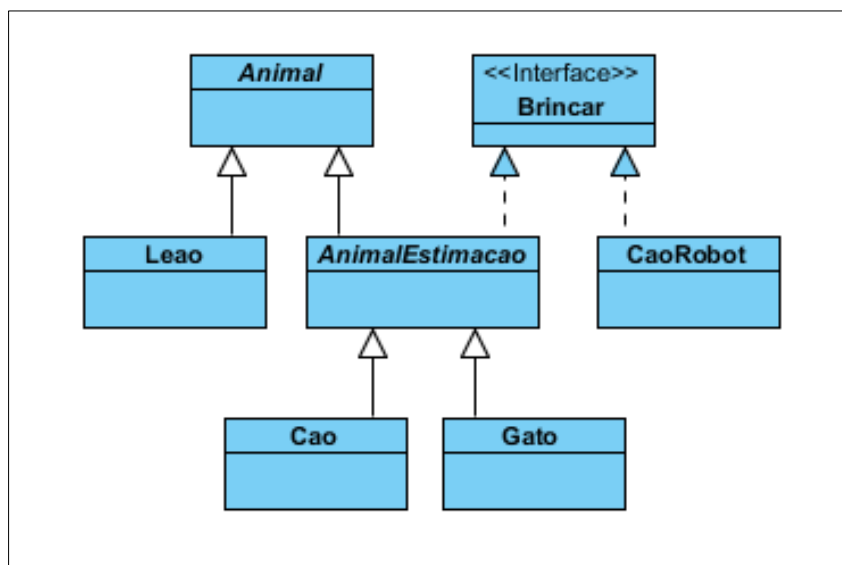 Animal
<<Interface>>
Brincar
Leao
AnimalEstimacao
CaoRobot
Cao
Gato